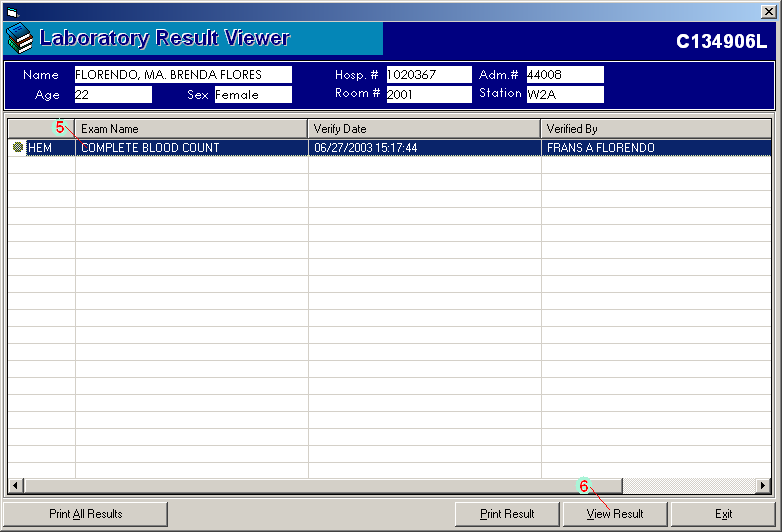 Laboratory Result Viewer
C134906L
Name FLORENDO, MA. BRENDA FLORES Hosp. # 1020367 Adm.# 44008
Age 22 Sex Female Room # 2001 Station W2A
5 Exam Name Verify Date Verified By
HEM COMPLETE BLOOD COUNT 06/27/2003 15:17:44 FRANS A FLORENDO
6
Print All Results Print Result View Result Exit